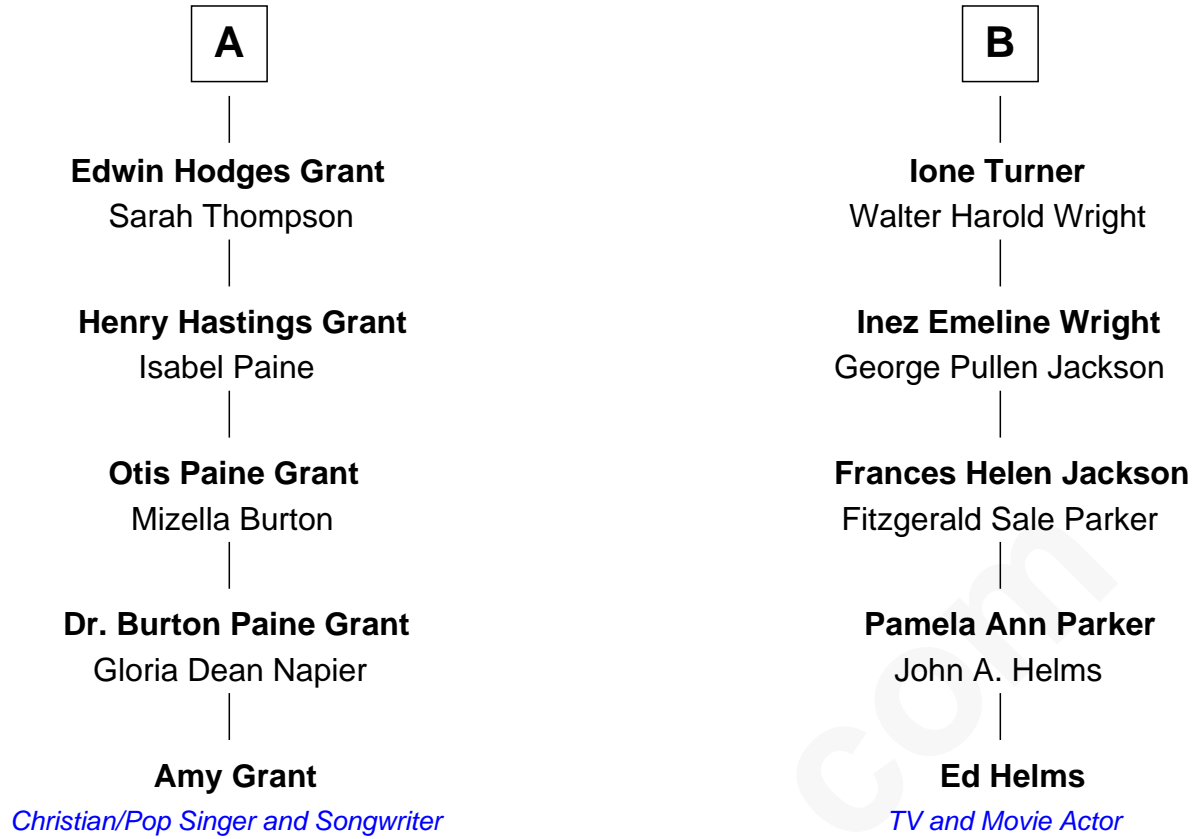 A
Edwin Hodges Grant
Sarah Thompson
Henry Hastings Grant
Isabel Paine
Otis Paine Grant
Mizella Burton
Dr. Burton Paine Grant
Gloria Dean Napier
Amy Grant
Christian/Pop Singer and Songwriter
B
Ione Turner
Walter Harold Wright
Inez Emeline Wright
George Pullen Jackson
Frances Helen Jackson
Fitzgerald Sale Parker
Pamela Ann Parker
John A. Helms
Ed Helms
TV and Movie Actor
com